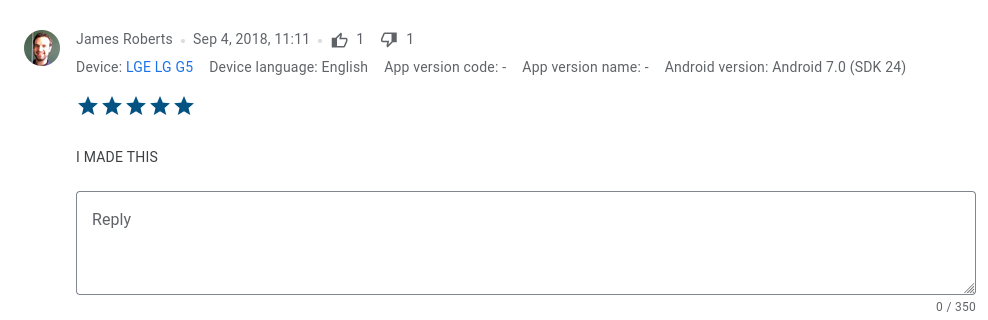 James Roberts • Sep 4, 2018, 11:11 • 1 1
Device: LGE LG G5 Device language: English App version code: - App version name: - Android version: Android 7.0 (SDK 24)
I MADE THIS
Reply
0 / 350